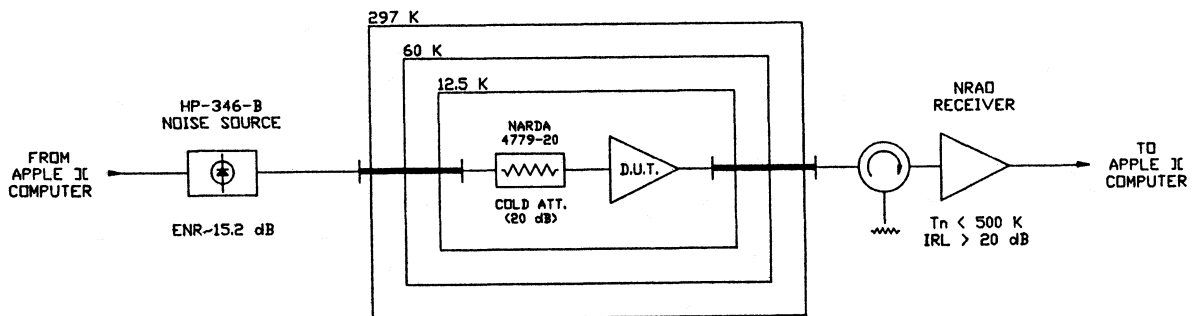 297 K
60 K
12.5 K
HP-346-B
NOISE SOURCE
NRAO
RECEIVER
NARDA
4779-20
FROM
APPLE ][
COMPUTER
D.U.T.
TO
APPLE ][
COMPUTER
COLD ATT.
(20 dB)
ENR~15.2 dB
Tn < 500 K
IRL > 20 dB